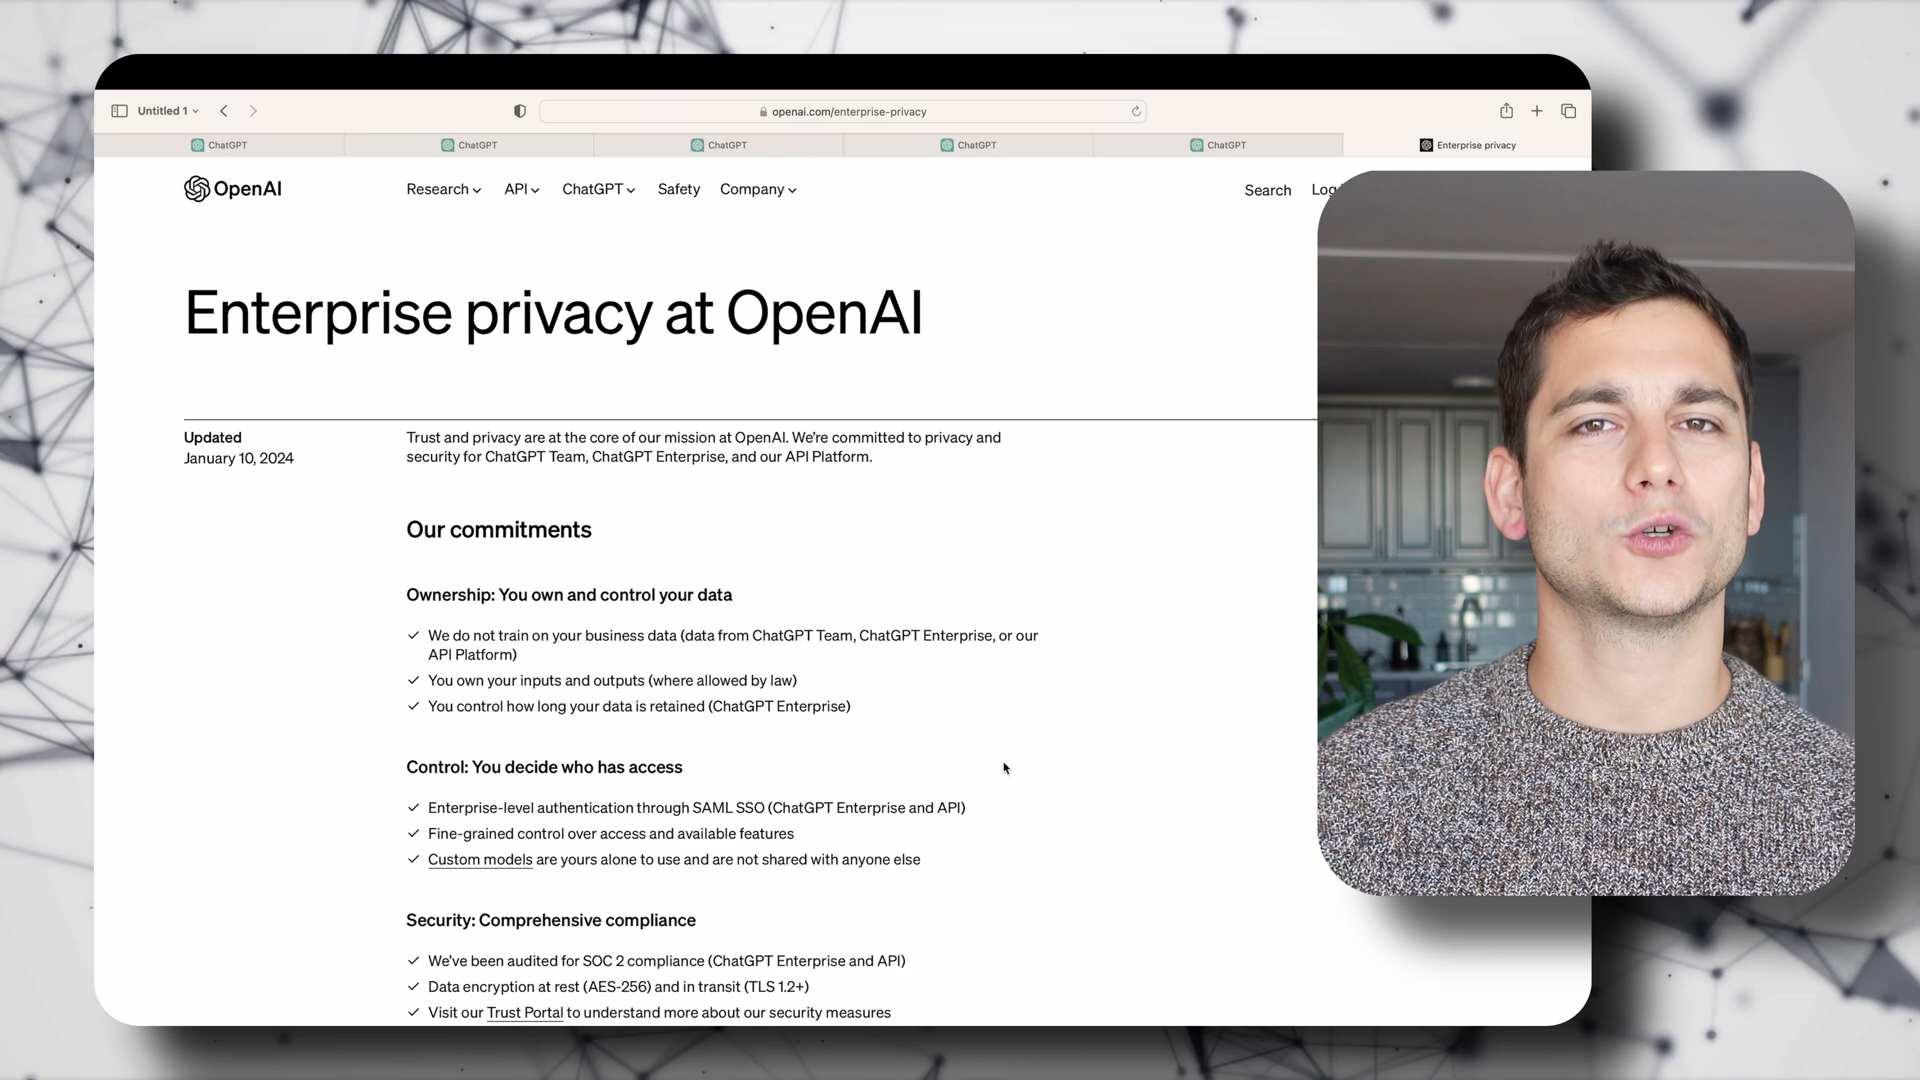 Untitled 1
openai.com/enterprise-privacy
ChatGPT
ChatGPT
ChatGPT
ChatGPT
ChatGPT
Enterprise privacy
OpenAI
Research
API
ChatGPT
Safety
Company
Search
Log
Enterprise privacy at OpenAI
Updated
January 10, 2024
Trust and privacy are at the core of our mission at OpenAI. We’re committed to privacy and
security for ChatGPT Team, ChatGPT Enterprise, and our API Platform.
Our commitments
Ownership: You own and control your data
We do not train on your business data (data from ChatGPT Team, ChatGPT Enterprise, or our
API Platform)
You own your inputs and outputs (where allowed by law)
You control how long your data is retained (ChatGPT Enterprise)
Control: You decide who has access
Enterprise-level authentication through SAML SSO (ChatGPT Enterprise and API)
Fine-grained control over access and available features
Custom models are yours alone to use and are not shared with anyone else
Security: Comprehensive compliance
We’ve been audited for SOC 2 compliance (ChatGPT Enterprise and API)
Data encryption at rest (AES-256) and in transit (TLS 1.2+)
Visit our Trust Portal to understand more about our security measures